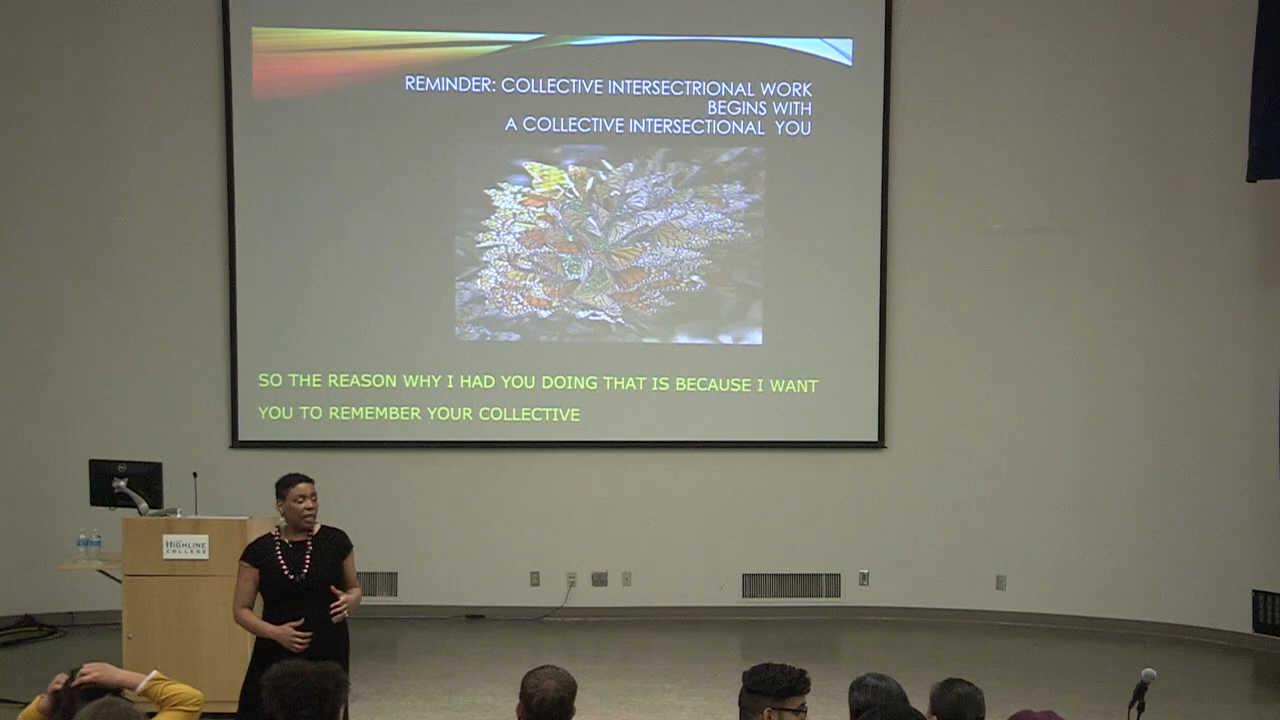 REMINDER: COLLECTIVE INTERSECTRIONAL WORK
BEGINS WITH
A COLLECTIVE INTERSECTIONAL YOU
SO THE REASON WHY I HAD YOU DOING THAT IS BECAUSE I WANT
YOU TO REMEMBER YOUR COLLECTIVE
HIGHLINE
COLLEGE